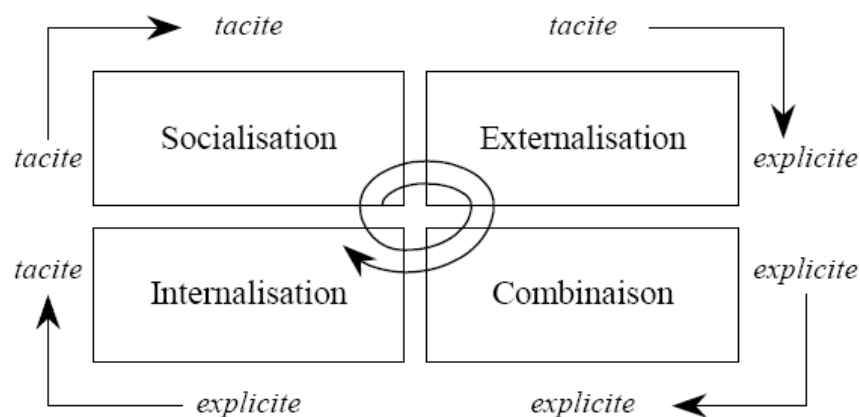 tacite tacite
Socialisation Externalisation
tacite explicite
tacite explicite
Internalisation Combinaison
explicite explicite